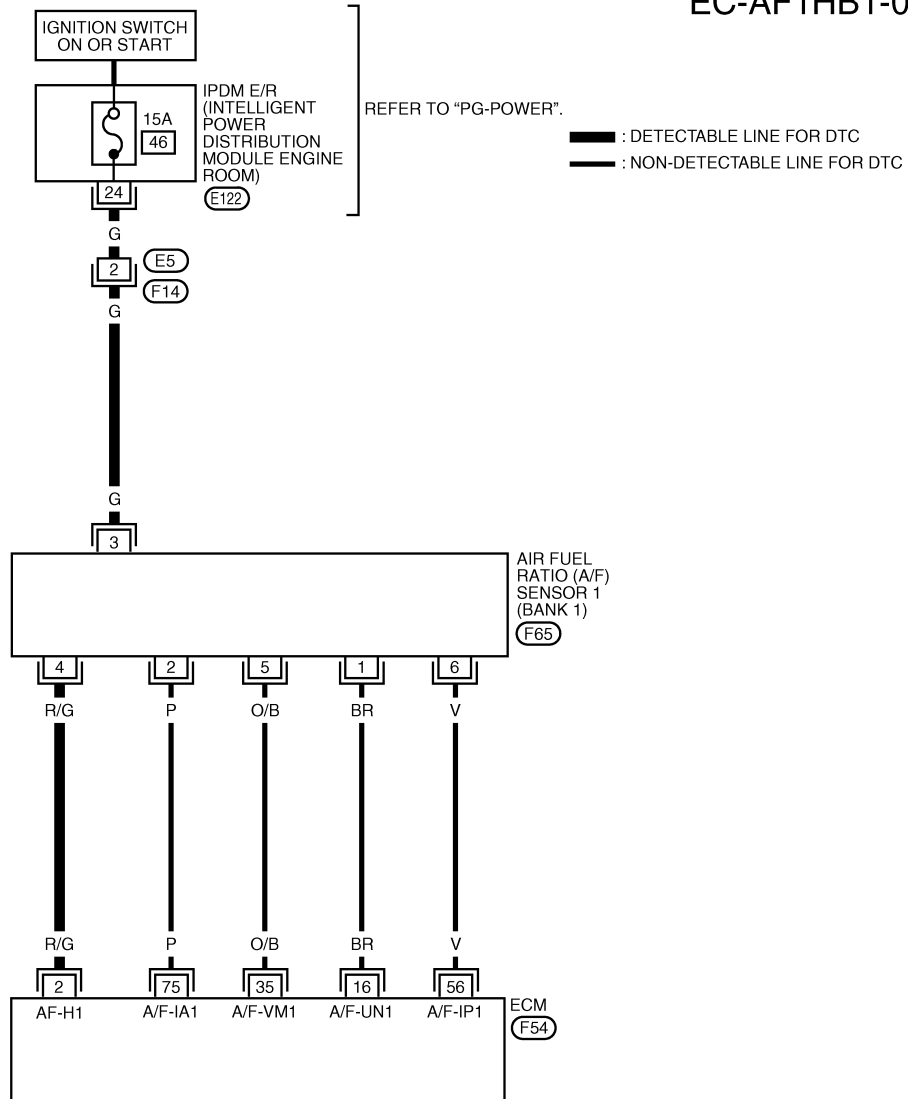 EC-AF1HB1-0
IGNITION SWITCH
ON OR START
IPDM E/R
(INTELLIGENT
POWER
DISTRIBUTION
MODULE ENGINE
ROOM)
E122
15A
46
REFER TO “PG-POWER”.
: DETECTABLE LINE FOR DTC
: NON-DETECTABLE LINE FOR DTC
24
G
2
E5
F14
G
G
3
AIR FUEL
RATIO (A/F)
SENSOR 1
(BANK 1)
F65
4 2 5 1 6
R/G P O/B BR V
R/G P O/B BR V
2 75 35 16 56
AF-H1 A/F-IA1 A/F-VM1 A/F-UN1 A/F-IP1
ECM
F54